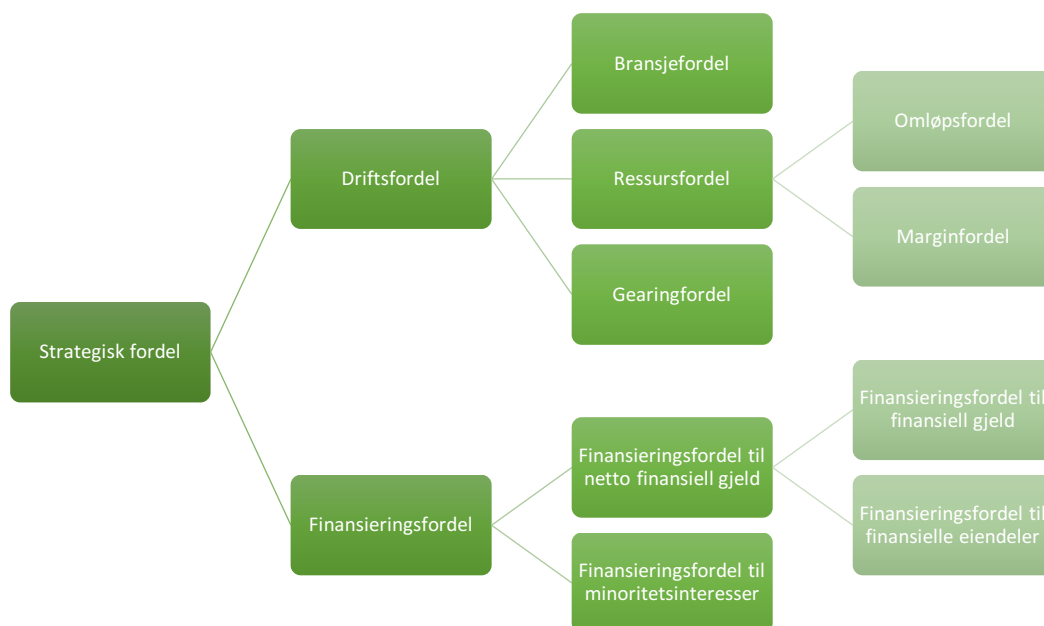 Bransjefordel
Omløpsfordel
Driftsfordel
Ressursfordel
Marginfordel
Gearingfordel
Strategisk fordel
Finansieringsfordel til
finansiell gjeld
Finansieringsfordel til
netto finansiell gjeld
Finansieringsfordel
Finansieringsfordel til
finansielle eiendeler
Finansieringsfordel til
minoritetsinteresser